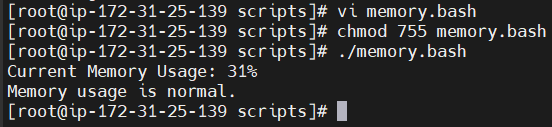 [root@ip-172-31-25-139 scripts]# vi memory.bash
[root@ip-172-31-25-139 scripts]# chmod 755 memory.bash
[root@ip-172-31-25-139 scripts]# ./memory.bash
Current Memory Usage: 31%
Memory usage is normal.
[root@ip-172-31-25-139 scripts]#